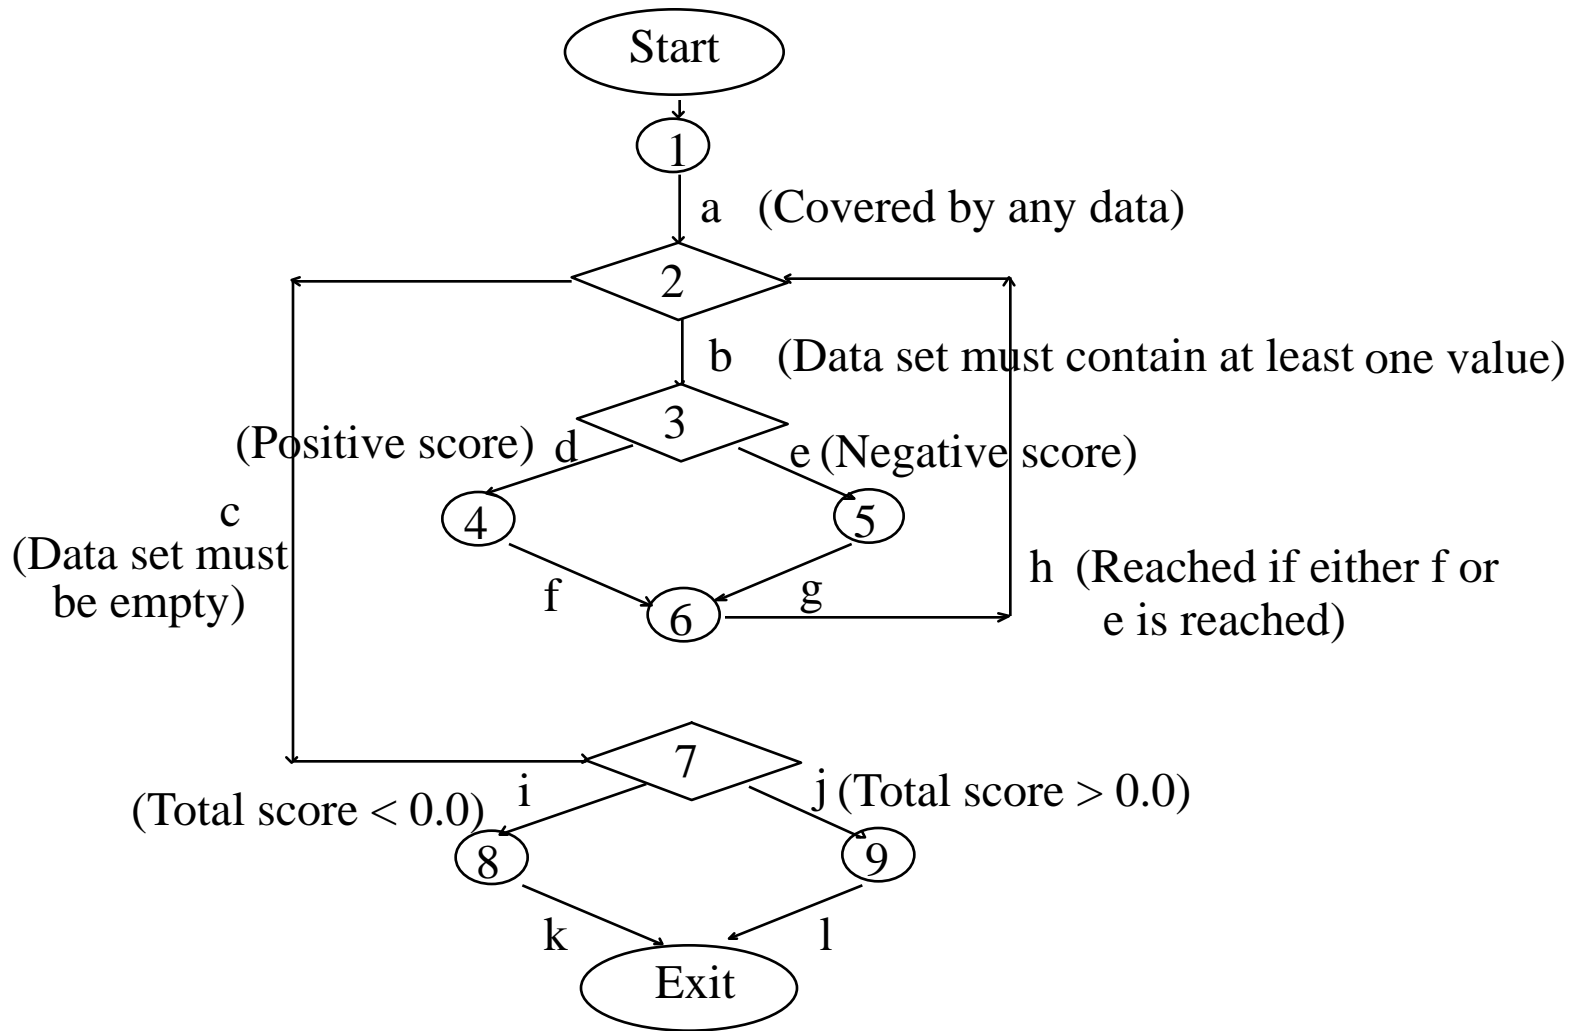 Start
1
a (Covered by any data)
2
b (Data set must contain at least one value)
3
(Positive score) d
e (Negative score)
4
5
c
(Data set must
be empty)
f
g
h (Reached if either f or
e is reached)
6
7
(Total score < 0.0) i
j (Total score > 0.0)
8
9
k
l
Exit